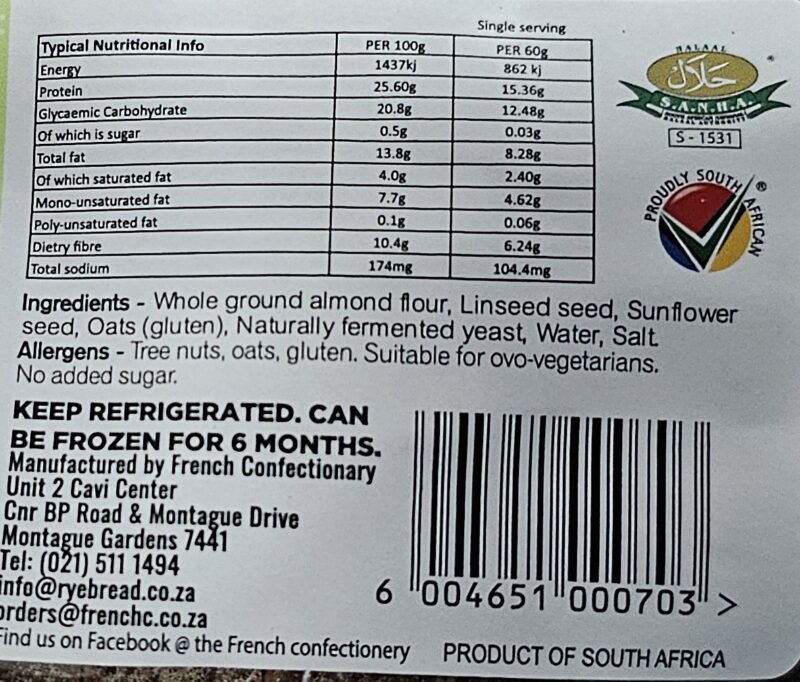 Single serving
Typical Nutritional Info PER 100g PER 60g
Energy 1437kj 862 kj
Protein 25.60g 15.36g
Glycaemic Carbohydrate 20.8g 12.48g
Of which is sugar 0.5g 0.03g
Total fat 13.8g 8.28g
Of which saturated fat 4.0g 2.40g
Mono-unsaturated fat 7.7g 4.62g
Poly-unsaturated fat 0.1g 0.06g
Dietry fibre 10.4g 6.24g
Total sodium 174mg 104.4mg
HALAAL
حلال
S.A.N.H.A.
S - 1531
PROUDLY SOUTH AFRICAN ®
Ingredients - Whole ground almond flour, Linseed seed, Sunflower
seed, Oats (gluten), Naturally fermented yeast, Water, Salt.
Allergens - Tree nuts, oats, gluten. Suitable for ovo-vegetarians.
No added sugar.
KEEP REFRIGERATED. CAN
BE FROZEN FOR 6 MONTHS.
Manufactured by French Confectionary
Unit 2 Cavi Center
Cnr BP Road & Montague Drive
Montague Gardens 7441
Tel: (021) 511 1494
info@ryebread.co.za
orders@frenchc.co.za
Find us on Facebook @ the French confectionery
6 004651 000703 >
PRODUCT OF SOUTH AFRICA